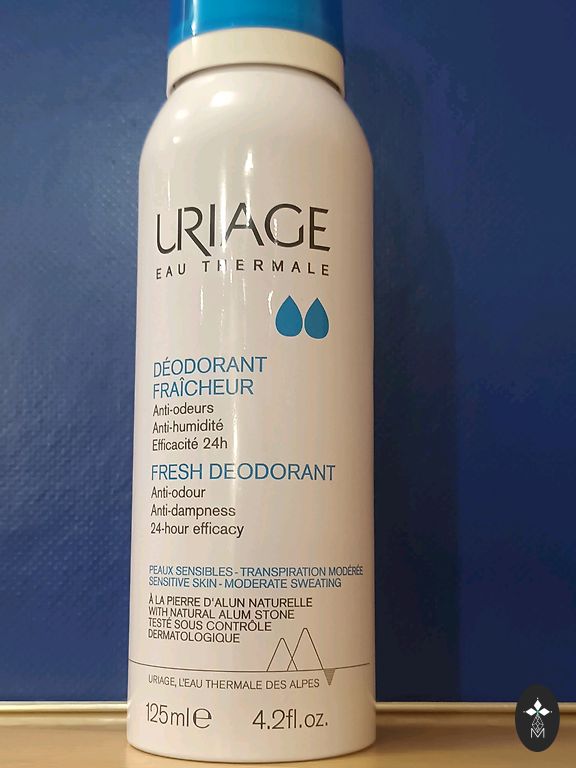 URIAGE
EAU THERMALE
DÉODORANT
FRAÎCHEUR
Anti-odeurs
Anti-humidité
Efficacité 24h
FRESH DEODORANT
Anti-odour
Anti-dampness
24-hour efficacy
PEAUX SENSIBLES - TRANSPIRATION MODÉRÉE
SENSITIVE SKIN - MODERATE SWEATING
À LA PIERRE D'ALUN NATURELLE
WITH NATURAL ALUM STONE
TESTÉ SOUS CONTRÔLE
DERMATOLOGIQUE
URIAGE, L'EAU THERMALE DES ALPES
125ml℮ 4.2fl.oz.
M